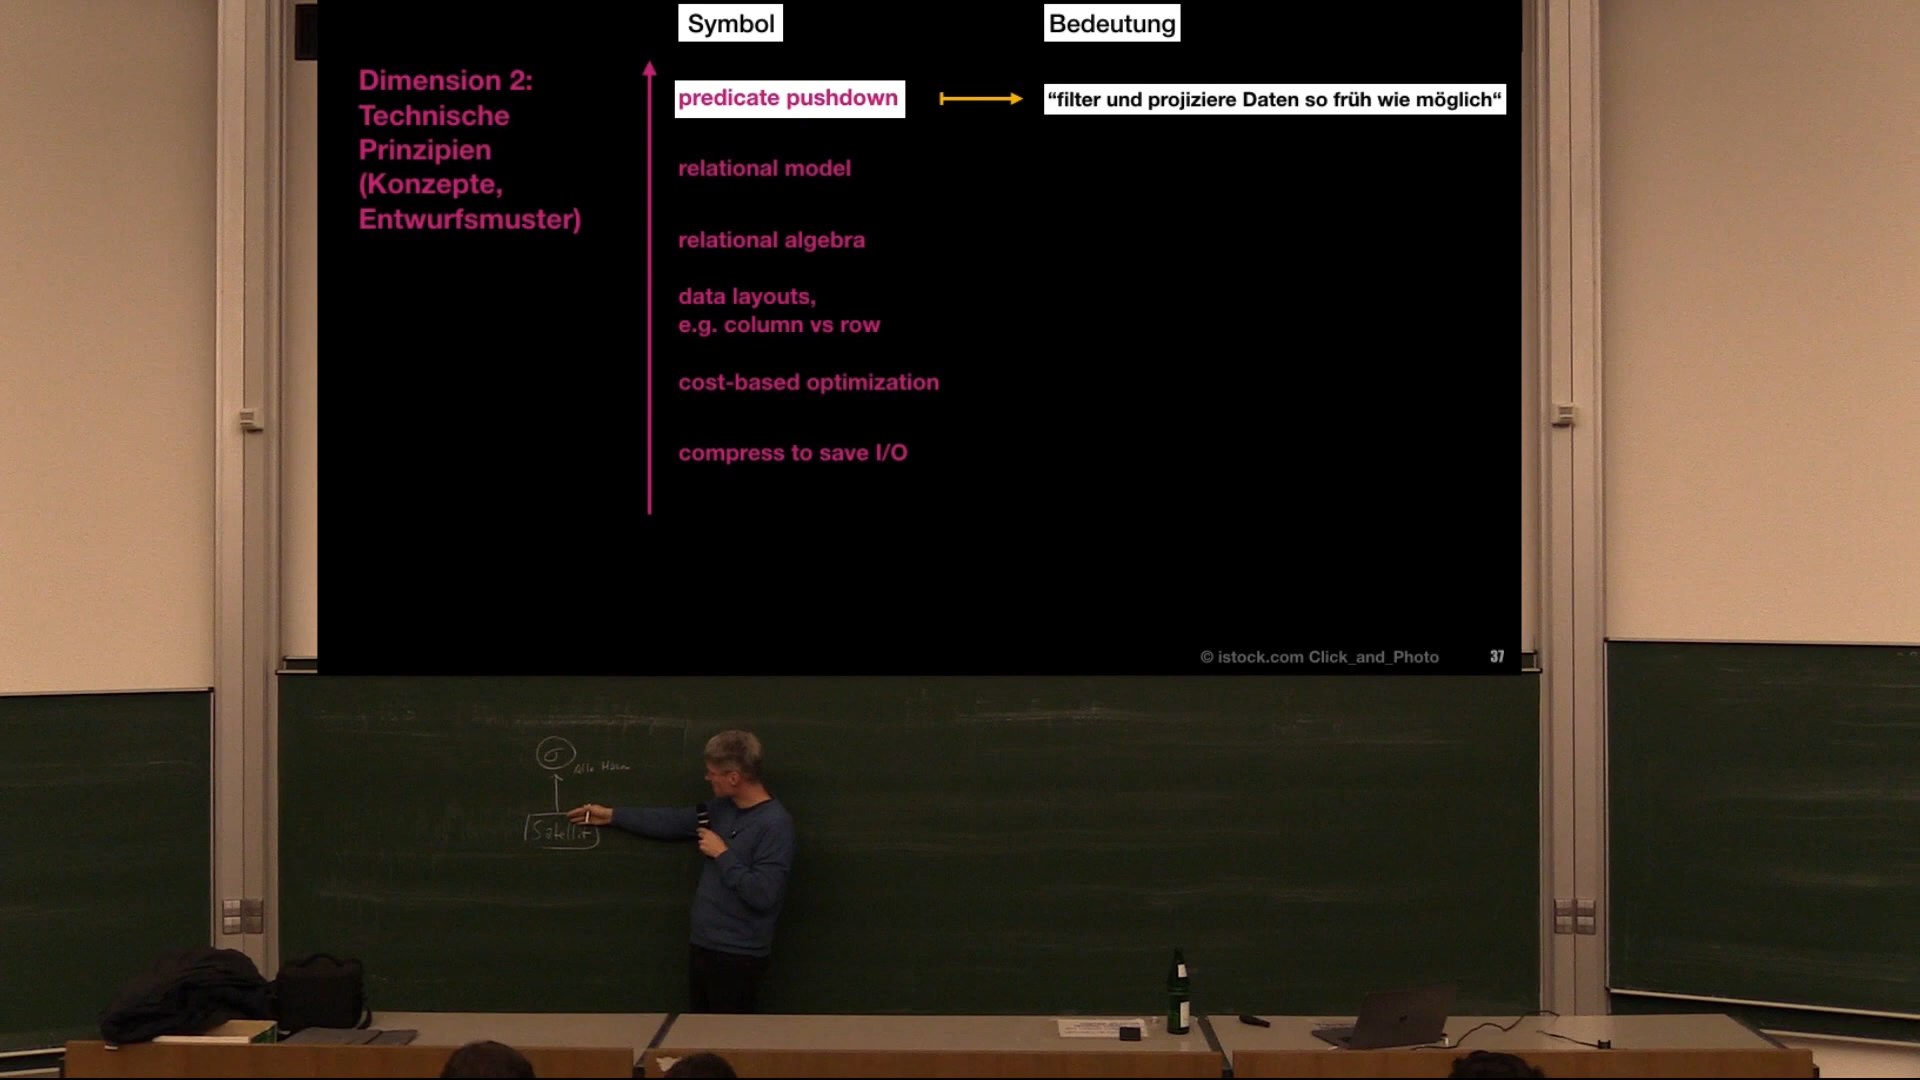 Symbol
Bedeutung
Dimension 2:
Technische
Prinzipien
(Konzepte,
Entwurfsmuster)
predicate pushdown
“filter und projiziere Daten so früh wie möglich“
relational model
relational algebra
data layouts,
e.g. column vs row
cost-based optimization
compress to save I/O
© istock.com Click_and_Photo
37
σ
Satellit